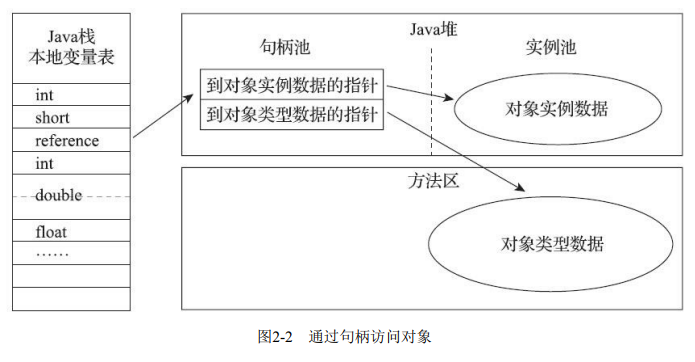 Java栈
本地变量表
int
short
reference
int
double
float
……
Java堆
句柄池
实例池
到对象实例数据的指针
到对象类型数据的指针
对象实例数据
方法区
对象类型数据
图2-2 通过句柄访问对象